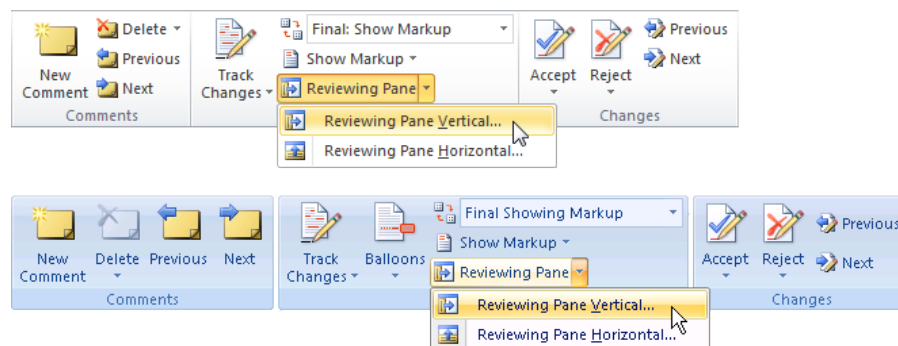 Delete
Previous
New Comment
Next
Comments
Track Changes
Final: Show Markup
Show Markup
Reviewing Pane
Accept
Reject
Previous
Next
Changes
Reviewing Pane Vertical...
Reviewing Pane Horizontal...
New Comment
Delete
Previous
Next
Comments
Track Changes
Balloons
Final Showing Markup
Show Markup
Reviewing Pane
Accept
Reject
Previous
Next
Changes
Reviewing Pane Vertical...
Reviewing Pane Horizontal...